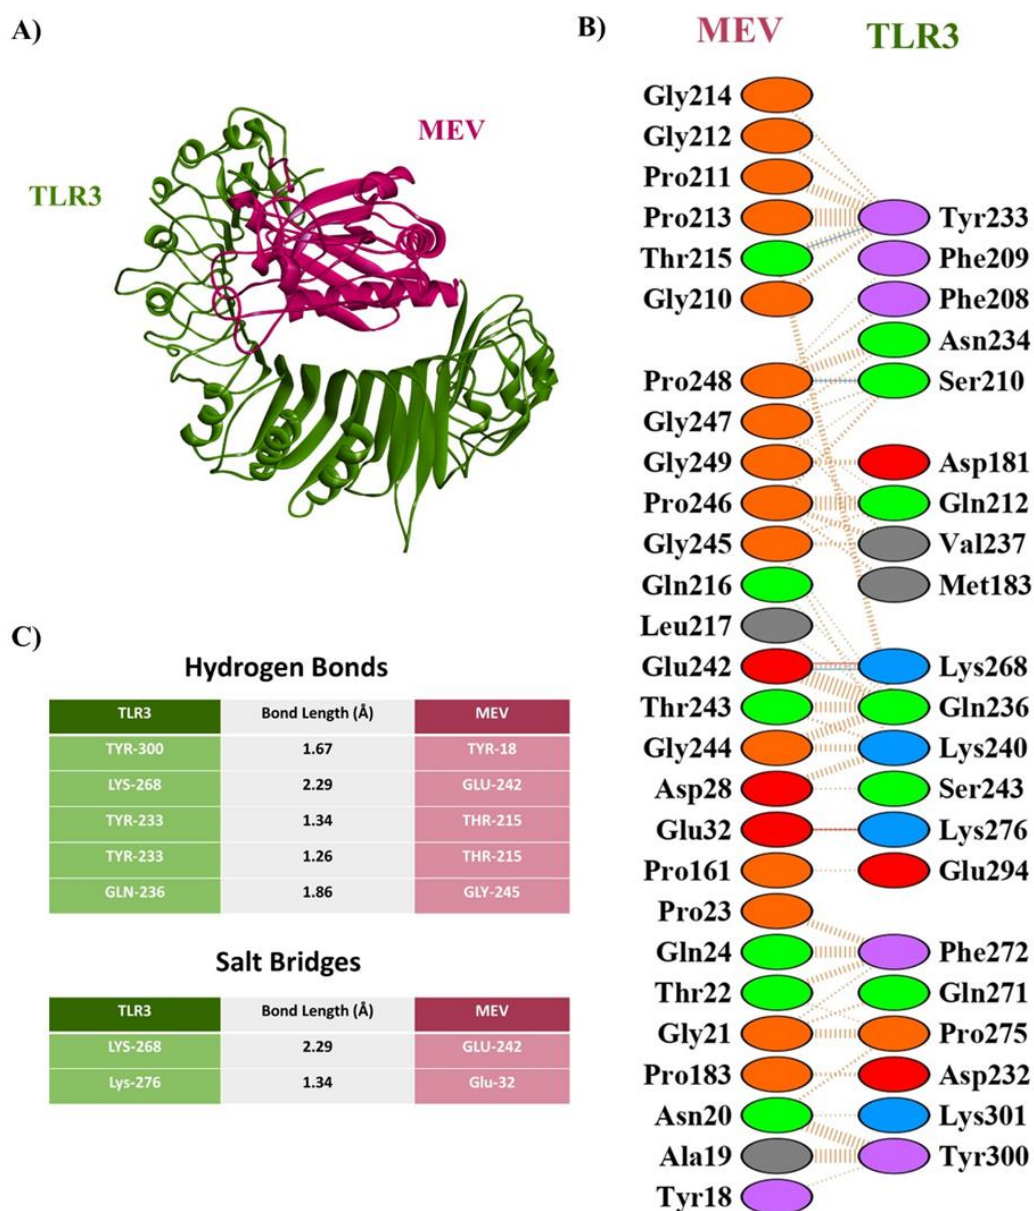 A)
MEV
TLR3
B)
MEV TLR3
Gly214
Gly212
Pro211
Pro213 Tyr233
Thr215 Phe209
Gly210 Phe208
Asn234
Pro248 Ser210
Gly247
Gly249 Asp181
Pro246 Gln212
Gly245 Val237
Gln216 Met183
Leu217
Glu242 Lys268
Thr243 Gln236
Gly244 Lys240
Asp28 Ser243
Glu32 Lys276
Pro161 Glu294
Pro23
Gln24 Phe272
Thr22 Gln271
Gly21 Pro275
Pro183 Asp232
Asn20 Lys301
Ala19 Tyr300
Tyr18
C)
Hydrogen Bonds
TLR3 Bond Length (Å) MEV
TYR-300 1.67 TYR-18
LYS-268 2.29 GLU-242
TYR-233 1.34 THR-215
TYR-233 1.26 THR-215
GLN-236 1.86 GLY-245
Salt Bridges
TLR3 Bond Length (Å) MEV
LYS-268 2.29 GLU-242
Lys-276 1.34 Glu-32